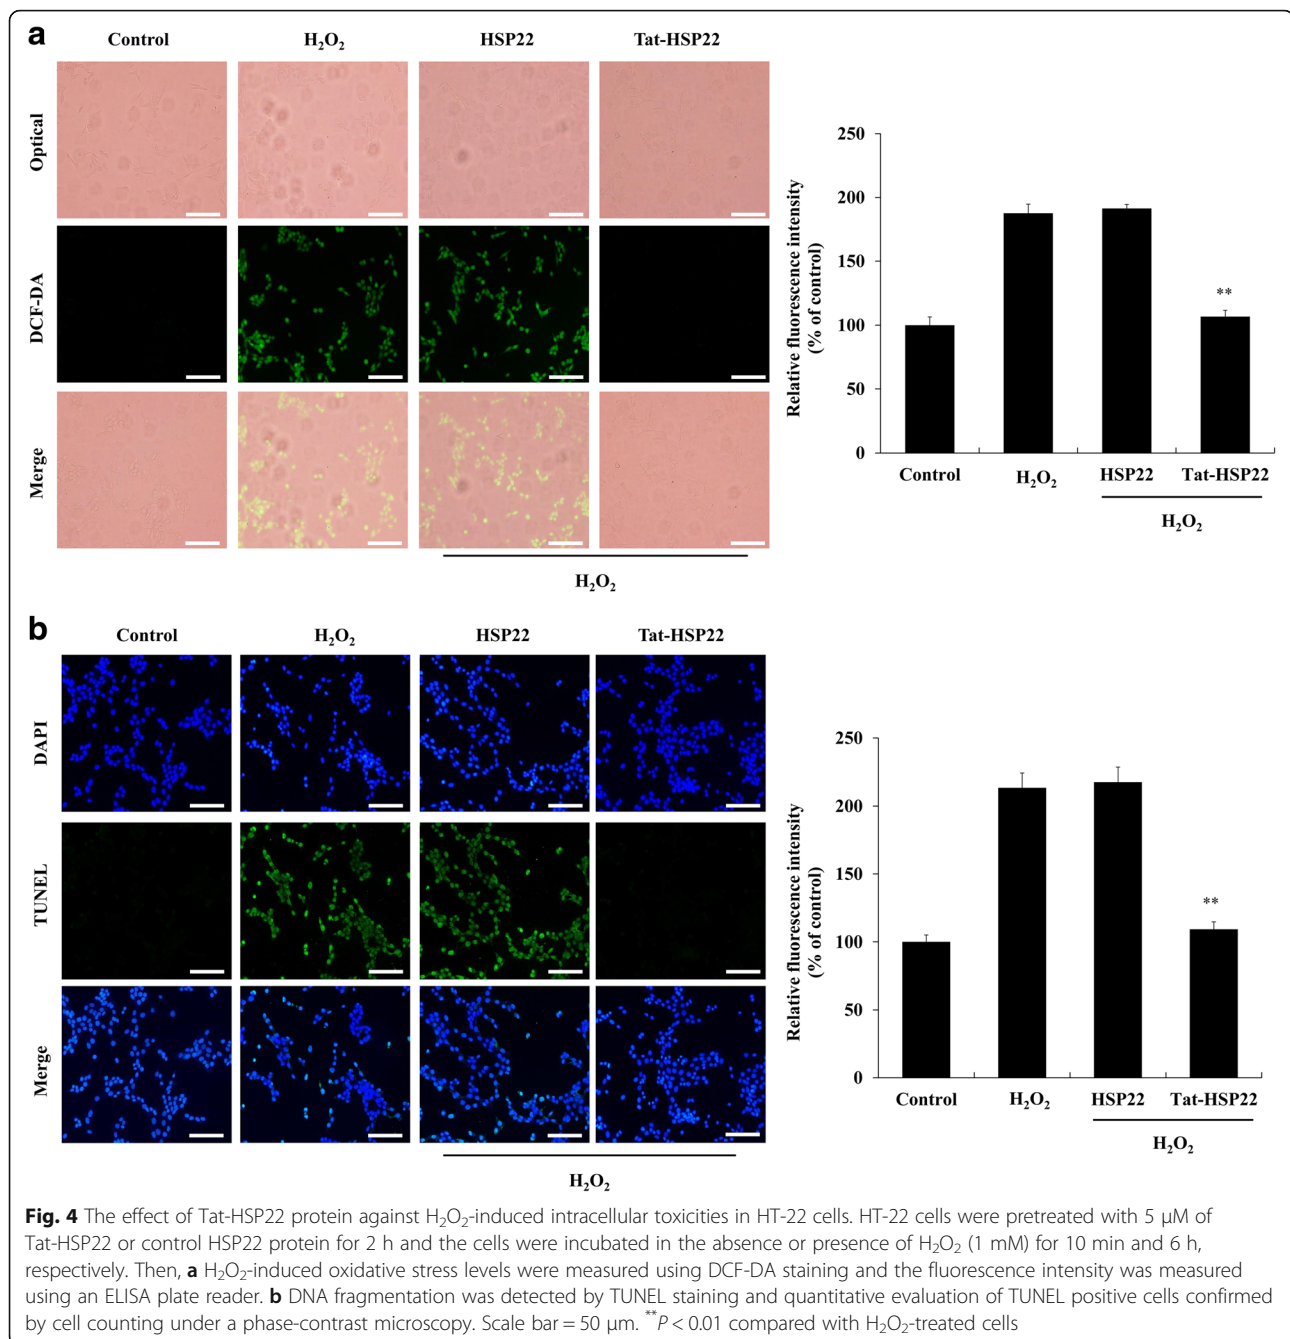 a
Control H₂O₂ HSP22 Tat-HSP22
Optical
DCF-DA
Merge
H₂O₂
Relative fluorescence intensity
(% of control)
250
200
150
100
50
0
**
Control H₂O₂ HSP22 Tat-HSP22
H₂O₂
b
Control H₂O₂ HSP22 Tat-HSP22
DAPI
TUNEL
Merge
H₂O₂
Relative fluorescence intensity
(% of control)
250
200
150
100
50
0
**
Control H₂O₂ HSP22 Tat-HSP22
H₂O₂
Fig. 4 The effect of Tat-HSP22 protein against H₂O₂-induced intracellular toxicities in HT-22 cells. HT-22 cells were pretreated with 5 μM of
Tat-HSP22 or control HSP22 protein for 2 h and the cells were incubated in the absence or presence of H₂O₂ (1 mM) for 10 min and 6 h,
respectively. Then, a H₂O₂-induced oxidative stress levels were measured using DCF-DA staining and the fluorescence intensity was measured
using an ELISA plate reader. b DNA fragmentation was detected by TUNEL staining and quantitative evaluation of TUNEL positive cells confirmed
by cell counting under a phase-contrast microscopy. Scale bar = 50 μm. **P < 0.01 compared with H₂O₂-treated cells